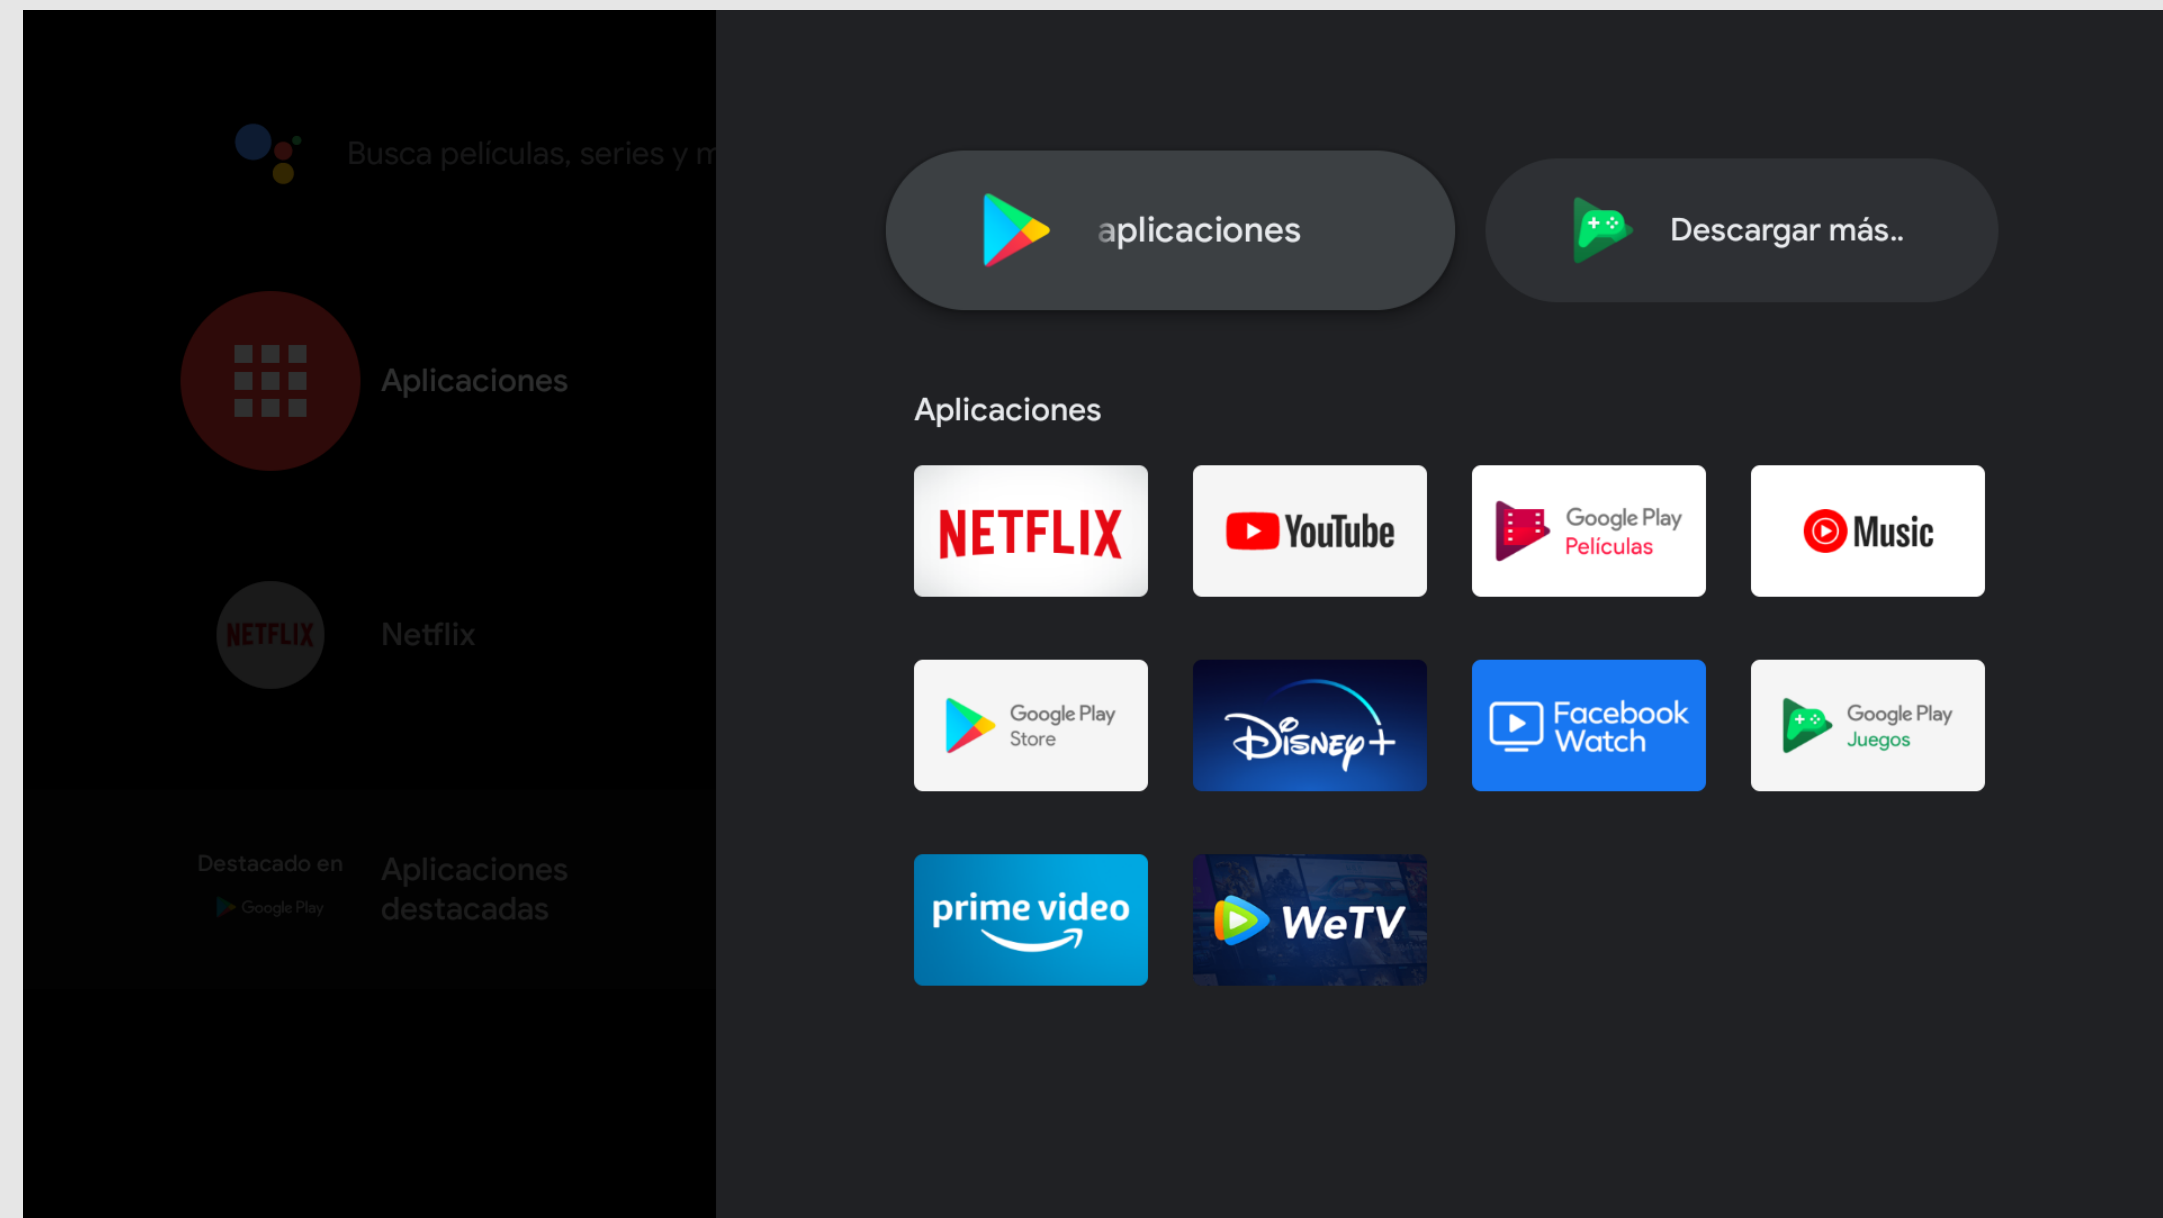 Busca películas, series y m
aplicaciones
Descargar más..
Aplicaciones
Aplicaciones
NETFLIX
YouTube
Google Play
Películas
Music
NETFLIX
Netflix
Google Play
Store
Disney+
Facebook
Watch
Google Play
Juegos
Destacado en
Google Play
Aplicaciones
destacadas
prime video
WeTV